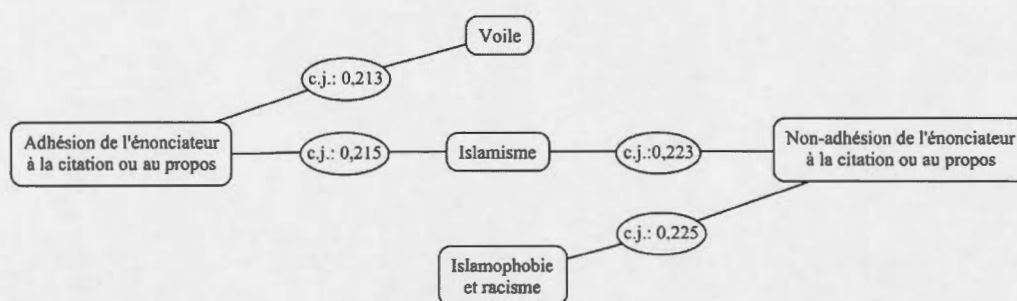 Voile
c.j.: 0,213
Adhésion de l'énonciateur
à la citation ou au propos
c.j.: 0,215
Islamisme
c.j.:0,223
Non-adhésion de l'énonciateur
à la citation ou au propos
c.j.: 0,225
Islamophobie
et racisme